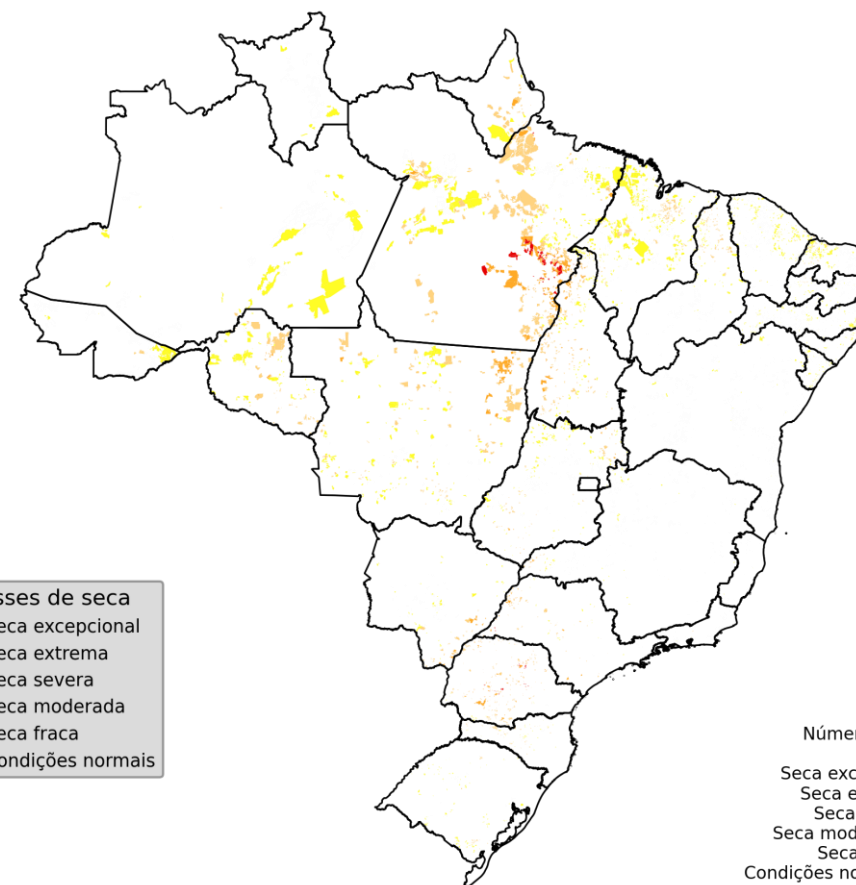 sses de seca
eca excepcional
eca extrema
eca severa
eca moderada
eca fraca
ondições normais
Númer
Seca exc
Seca e
Seca
Seca mod
Seca
Condições no